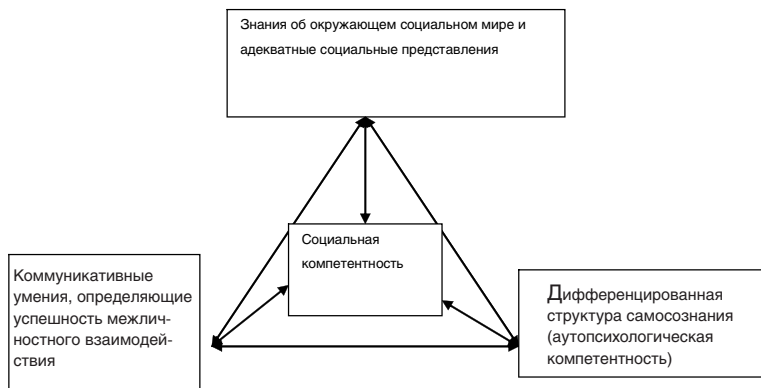 Знания об окружающем социальном мире и
адекватные социальные представления
Социальная
компетентность
Коммуникативные
умения, определяющие
успешность межлич-
ностного взаимодей-
ствия
Дифференцированная
структура самосознания
(аутопсихологическая
компетентность)